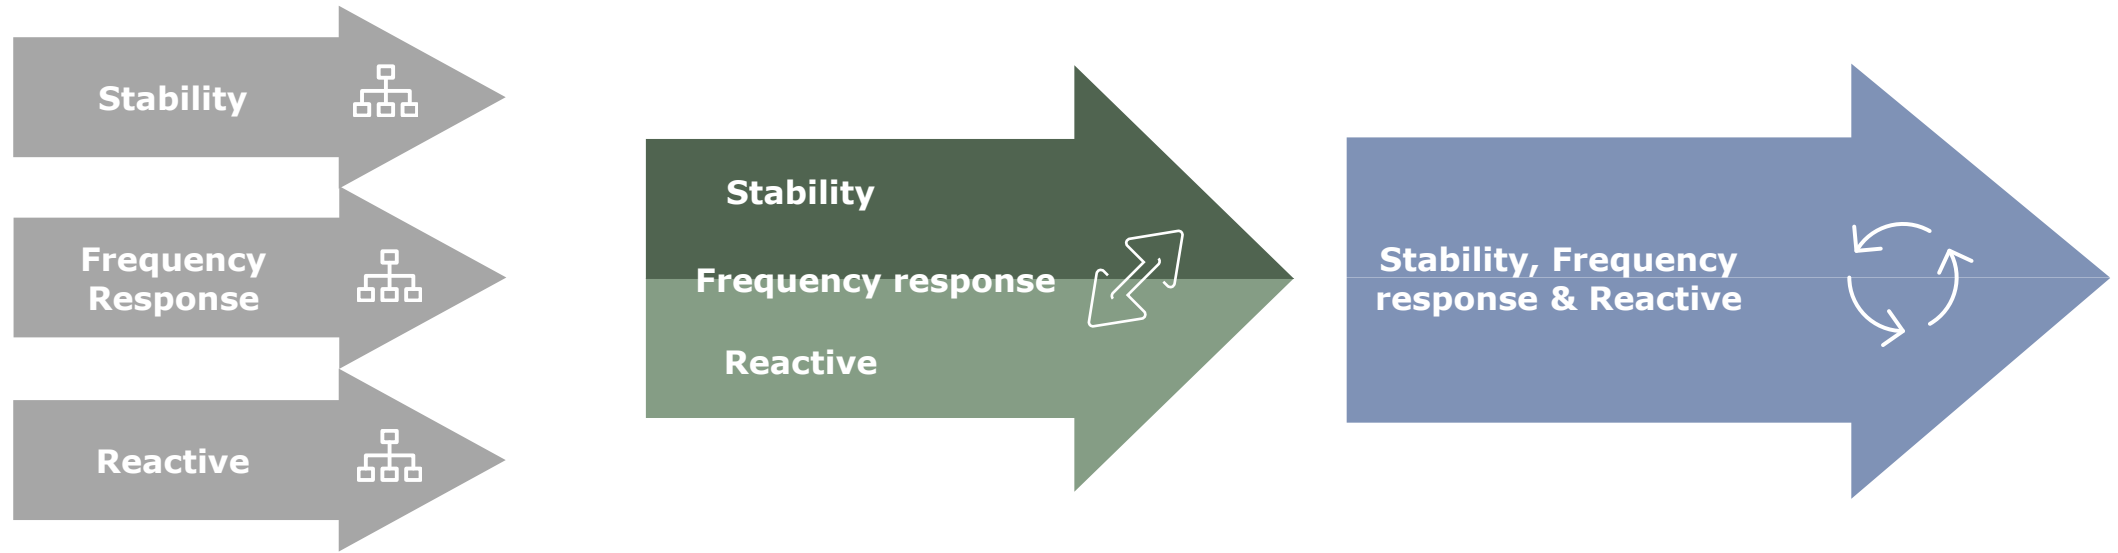 Stability
Frequency
Response
Reactive
Stability
Frequency response
Reactive
Stability, Frequency
response & Reactive